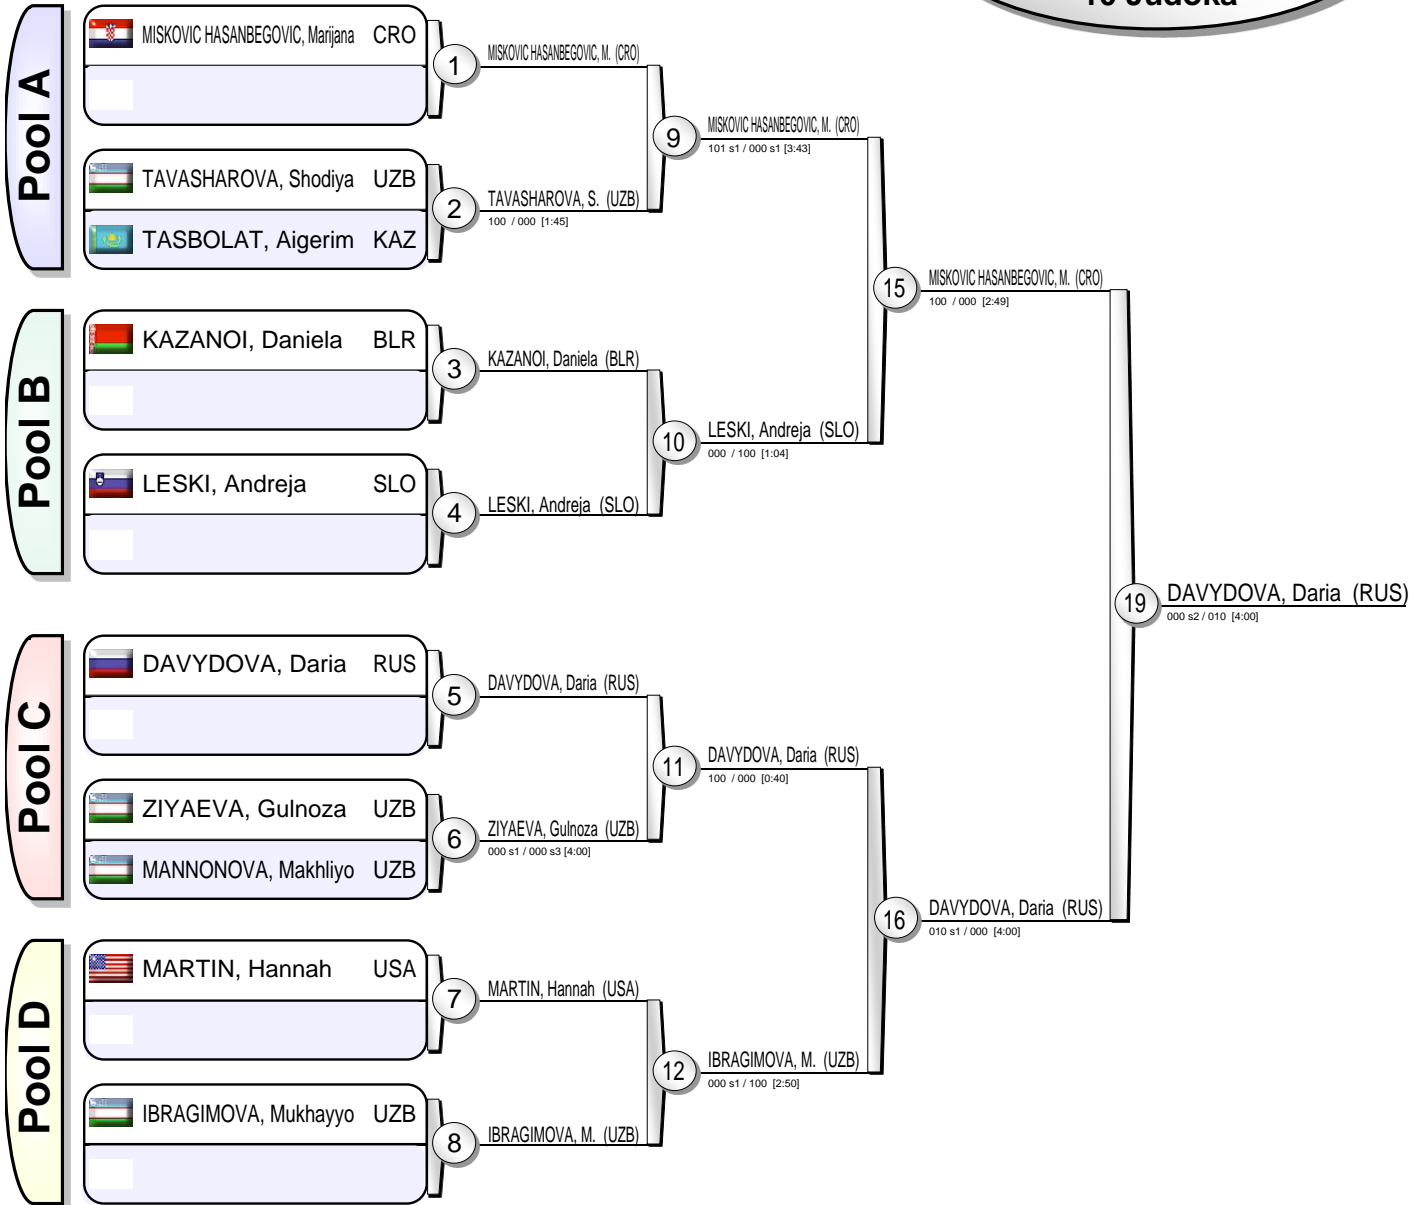 10 Judoka
Pool A
MISKOVIC HASANBEGOVIC, Marijana CRO
1
MISKOVIC HASANBEGOVIC, M. (CRO)
TAVASHAROVA, Shodiya UZB
TASBOLAT, Aigerim KAZ
2
TAVASHAROVA, S. (UZB)
100 / 000 [1:45]
9
MISKOVIC HASANBEGOVIC, M. (CRO)
101 s1 / 000 s1 [3:43]
Pool B
KAZANOI, Daniela BLR
3
KAZANOI, Daniela (BLR)
LESKI, Andreja SLO
4
LESKI, Andreja (SLO)
10
LESKI, Andreja (SLO)
000 / 100 [1:04]
15
MISKOVIC HASANBEGOVIC, M. (CRO)
100 / 000 [2:49]
Pool C
DAVYDOVA, Daria RUS
5
DAVYDOVA, Daria (RUS)
ZIYAEVA, Gulnoza UZB
MANNONOVA, Makhliyo UZB
6
ZIYAEVA, Gulnoza (UZB)
000 s1 / 000 s3 [4:00]
11
DAVYDOVA, Daria (RUS)
100 / 000 [0:40]
Pool D
MARTIN, Hannah USA
7
MARTIN, Hannah (USA)
IBRAGIMOVA, Mukhayyo UZB
8
IBRAGIMOVA, M. (UZB)
12
IBRAGIMOVA, M. (UZB)
000 s1 / 100 [2:50]
16
DAVYDOVA, Daria (RUS)
010 s1 / 000 [4:00]
19
DAVYDOVA, Daria (RUS)
000 s2 / 010 [4:00]